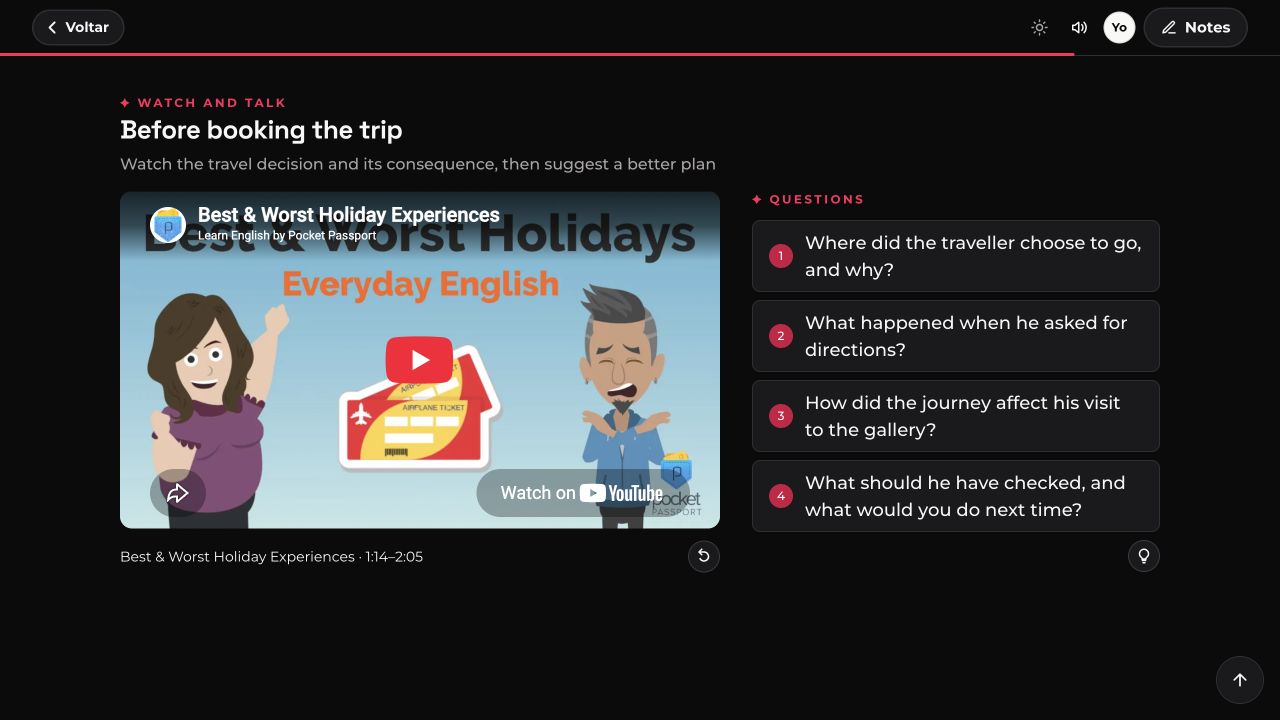 Voltar
Yo
Notes
WATCH AND TALK
Before booking the trip
Watch the travel decision and its consequence, then suggest a better plan
Best & Worst Holiday Experiences
Learn English by Pocket Passport
Best & Worst Holidays
Everyday English
AIRPLANE TICKET
Watch on YouTube
pocket
PASSPORT
Best & Worst Holiday Experiences · 1:14–2:05
QUESTIONS
1
Where did the traveller choose to go,
and why?
2
What happened when he asked for
directions?
3
How did the journey affect his visit
to the gallery?
4
What should he have checked, and
what would you do next time?